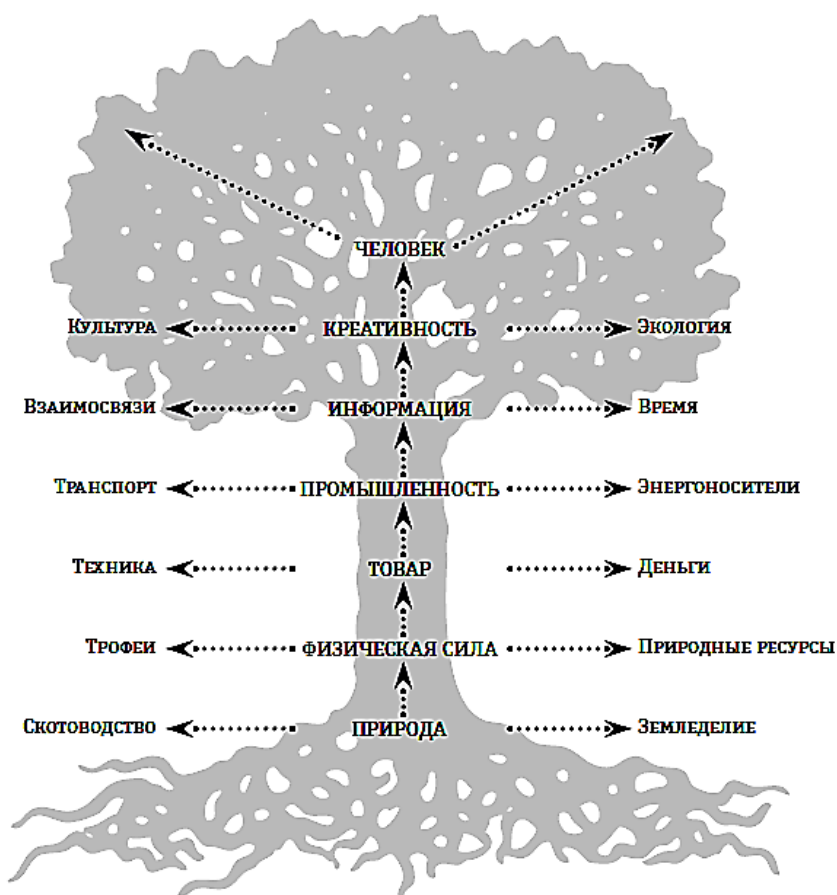 ЧЕЛОВЕК
КУЛЬТУРА КРЕАТИВНОСТЬ ЭКОЛОГИЯ
ВЗАИМОСВЯЗИ ИНФОРМАЦИЯ ВРЕМЯ
ТРАНСПОРТ ПРОМЫШЛЕННОСТЬ ЭНЕРГОНОСИТЕЛИ
ТЕХНИКА ТОВАР ДЕНЬГИ
ТРОФЕИ ФИЗИЧЕСКАЯ СИЛА ПРИРОДНЫЕ РЕСУРСЫ
СКОТОВОДСТВО ПРИРОДА ЗЕМЛЕДЕЛИЕ